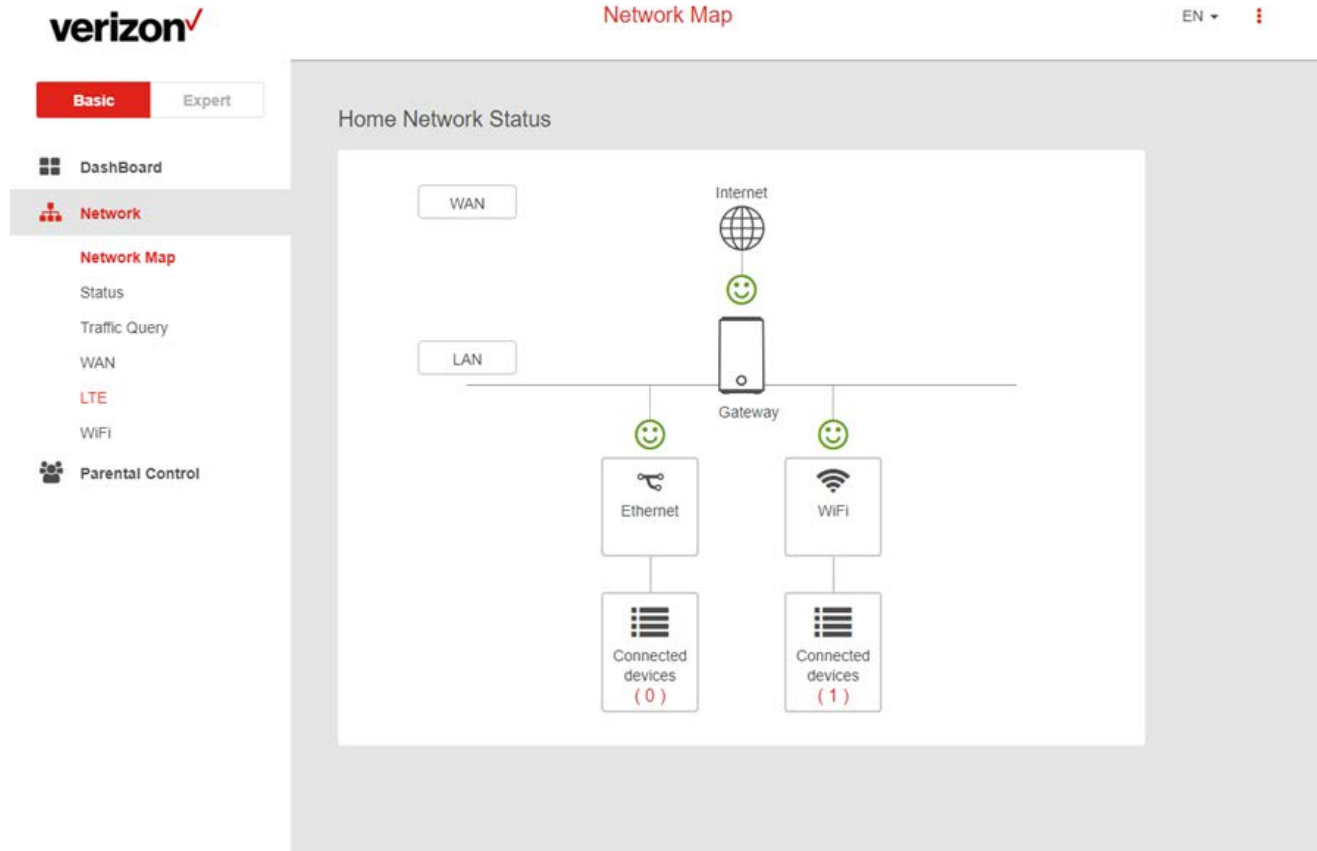 verizon
Network Map
EN
Basic
Expert
DashBoard
Network
Network Map
Status
Traffic Query
WAN
LTE
WiFi
Parental Control
Home Network Status
WAN
Internet
LAN
Gateway
Ethernet
WiFi
Connected
devices
( 0 )
Connected
devices
( 1 )